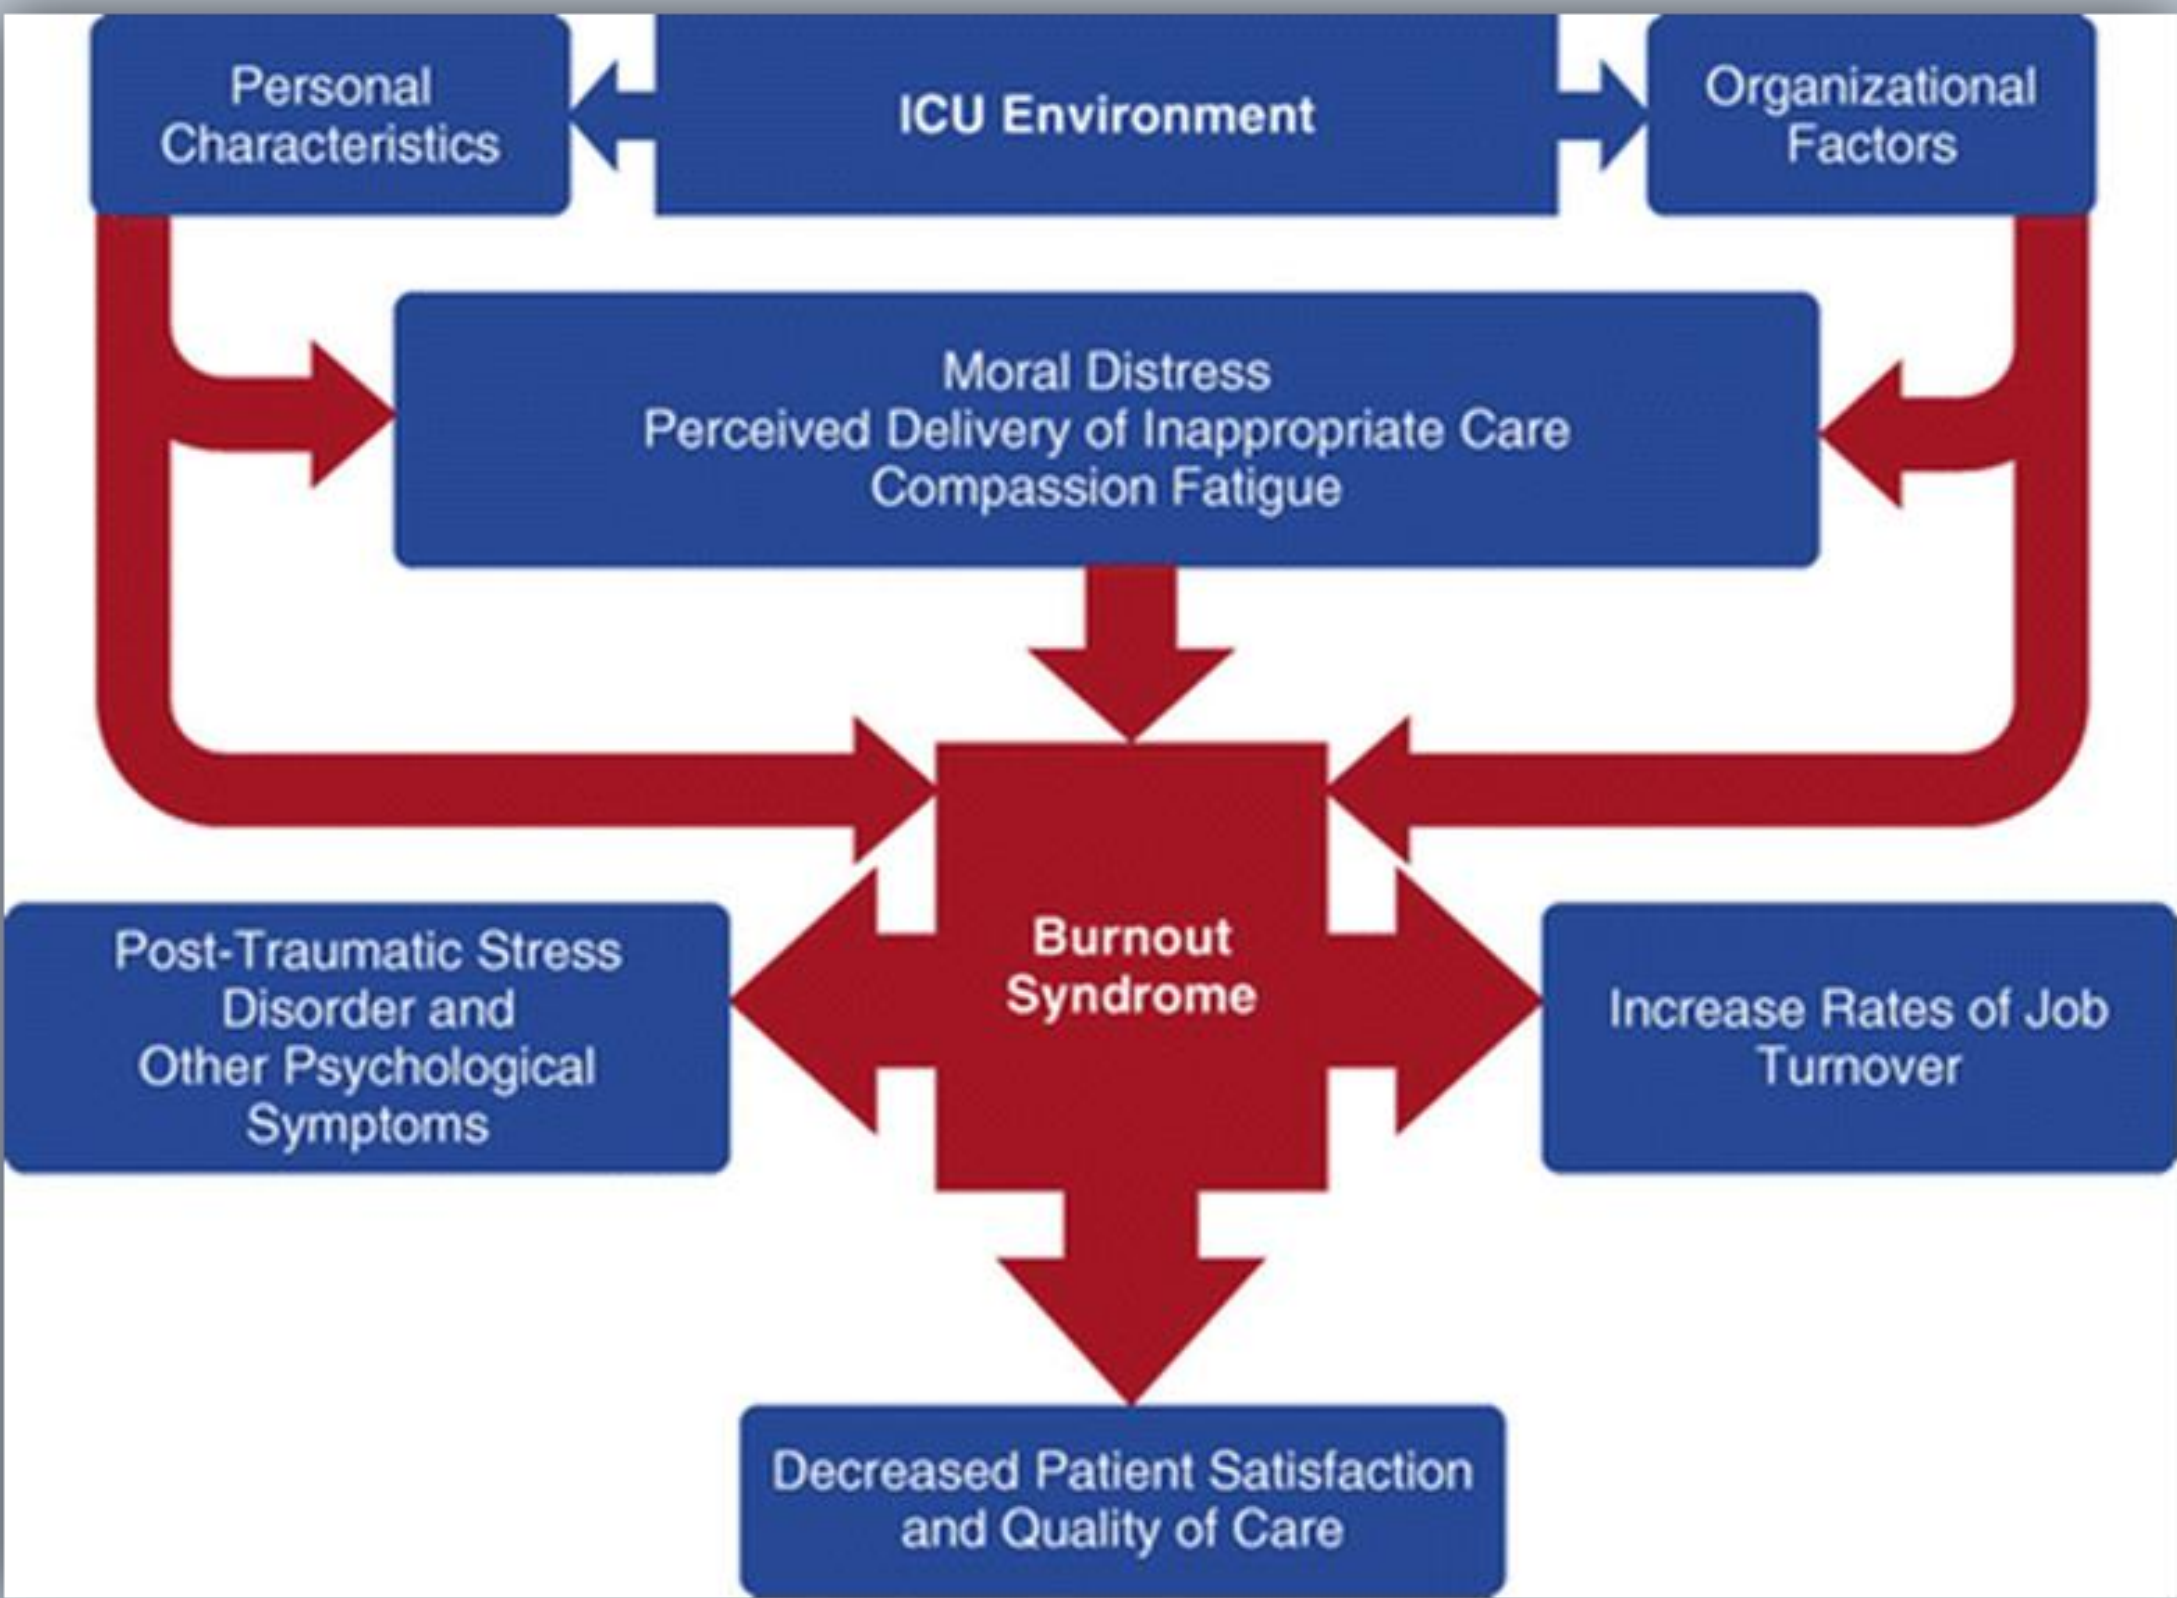 Personal
Characteristics
ICU Environment
Organizational
Factors
Moral Distress
Perceived Delivery of Inappropriate Care
Compassion Fatigue
Burnout
Syndrome
Post-Traumatic Stress
Disorder and
Other Psychological
Symptoms
Increase Rates of Job
Turnover
Decreased Patient Satisfaction
and Quality of Care